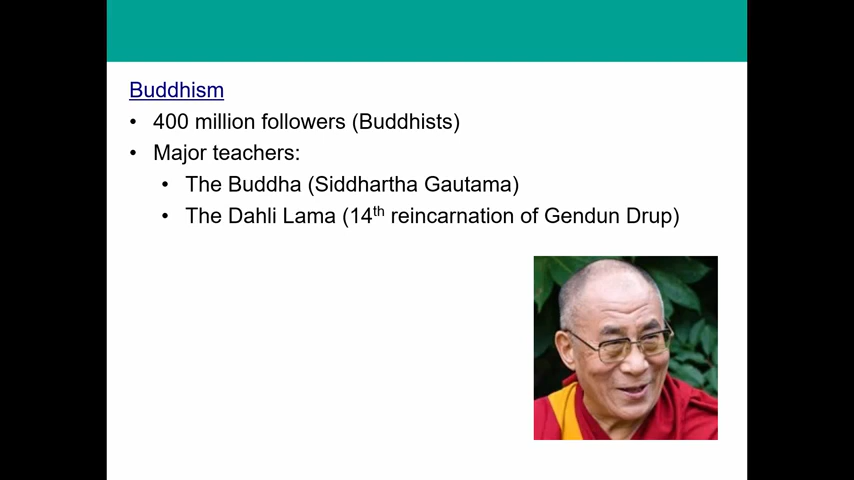 Buddhism
• 400 million followers (Buddhists)
• Major teachers:
• The Buddha (Siddhartha Gautama)
• The Dahli Lama (14th reincarnation of Gendun Drup)